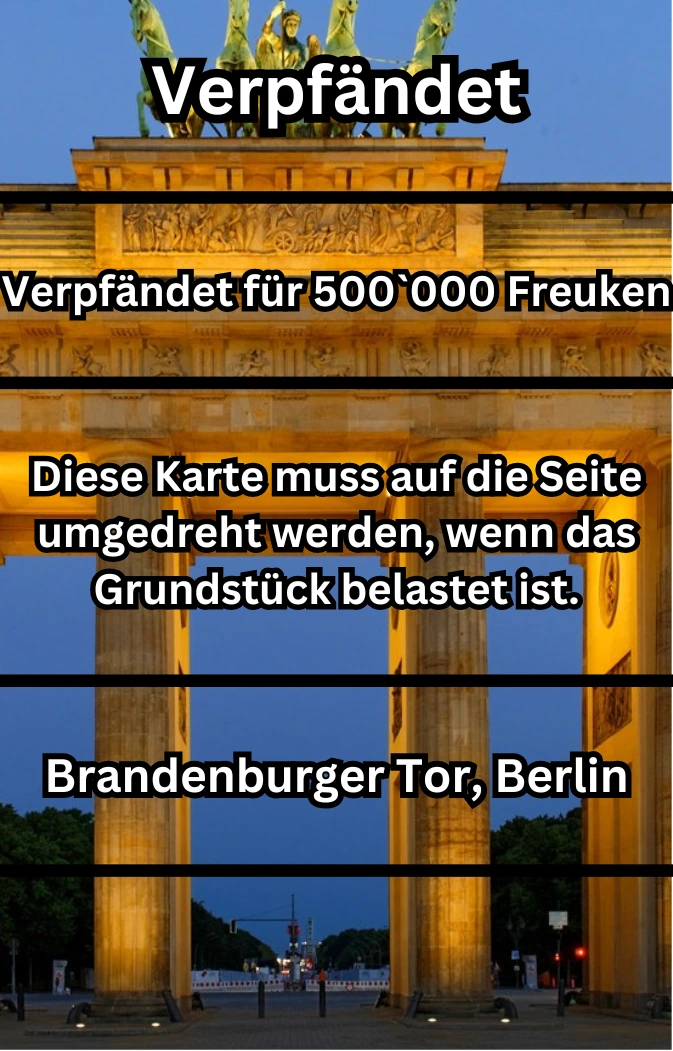 Verpfändet
Verpfändet für 500`000 Freuken
Diese Karte muss auf die Seite
umgedreht werden, wenn das
Grundstück belastet ist.
Brandenburger Tor, Berlin